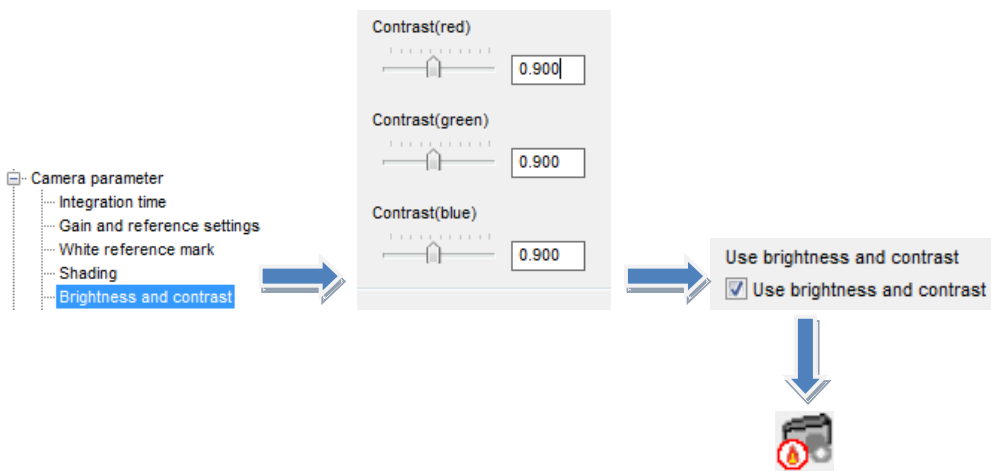 Camera parameter
Integration time
Gain and reference settings
White reference mark
Shading
Brightness and contrast
Contrast(red)
0.900
Contrast(green)
0.900
Contrast(blue)
0.900
Use brightness and contrast
Use brightness and contrast